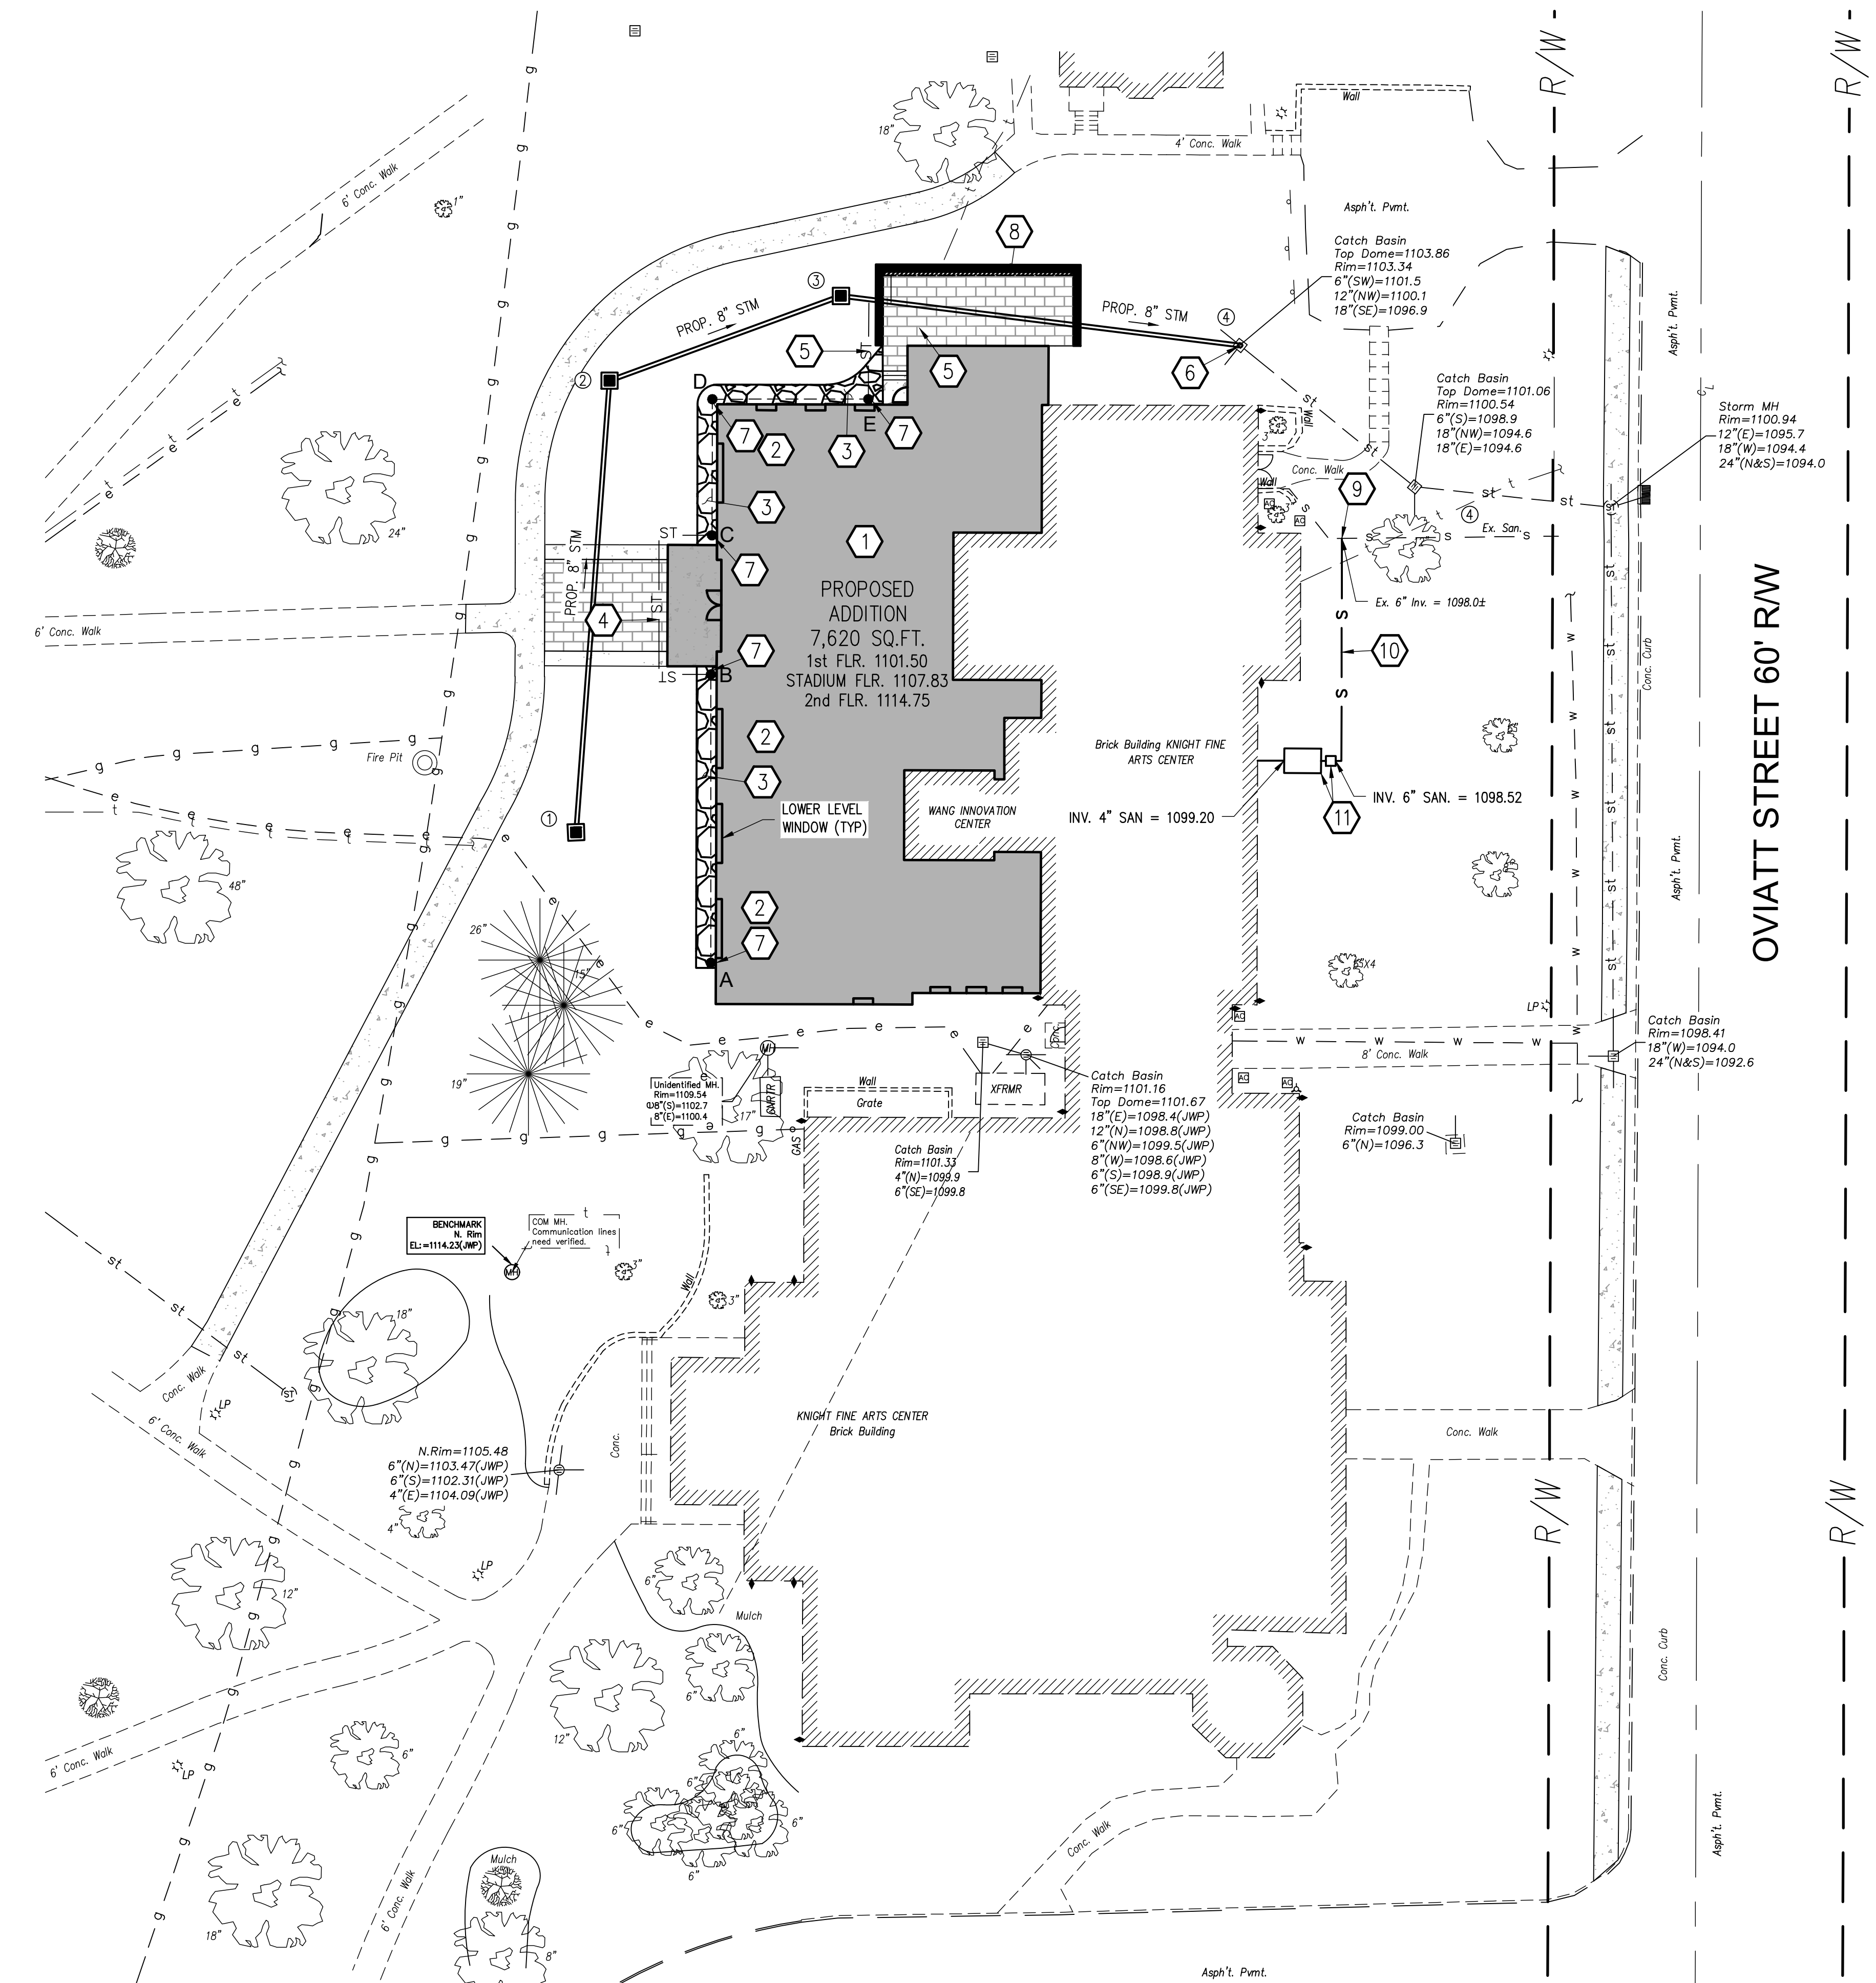 R/W
R/W
18"
Wall
4' Conc. Walk
6' Conc. Walk
1"
Asph't. Pvmt.
Catch Basin
Top Dome=1103.86
Rim=1103.34
6"(SW)=1101.5
12"(NW)=1100.1
18"(SE)=1096.9
8
3
PROP. 8" STM
PROP. 8" STM
4
5
ST
5
6
2
D
E
7
2
3
7
Catch Basin
Top Dome=1101.06
Rim=1100.54
6"(S)=1098.9
18"(NW)=1094.6
18"(E)=1094.6
Storm MH
Rim=1100.94
12"(E)=1095.7
18"(W)=1094.4
24"(N&S)=1094.0
Asph't. Pvmt.
CL
3"
Wall
Conc. Walk
Wall
3"
AC
AC
9
4
Ex. San.
24"
3
ST
C
1
7
PROP. 8" STM
4
ST
ST
B
7
PROPOSED
ADDITION
7,620 SQ.FT.
1st FLR. 1101.50
STADIUM FLR. 1107.83
2nd FLR. 1114.75
Ex. 6" Inv. = 1098.0±
10
6' Conc. Walk
Conc. Curb
OVIATT STREET 60' R/W
Fire Pit
2
3
Brick Building KNIGHT FINE
ARTS CENTER
LOWER LEVEL
WINDOW (TYP)
WANG INNOVATION
CENTER
INV. 4" SAN = 1099.20
INV. 6" SAN. = 1098.52
11
1
48"
Asph't. Pvmt.
2
7
A
26"
15"
19"
LP
AC
8' Conc. Walk
Catch Basin
Rim=1098.41
18"(W)=1094.0
24"(N&S)=1092.6
MH
Unidentified MH.
Rim=1109.54
8"(S)=1102.7
8"(E)=1100.4
17"
GNRTR
Wall
Grate
XFRMR
Conc.
GAS
AC
AC
Catch Basin
Rim=1101.16
Top Dome=1101.67
18"(E)=1098.4(JWP)
12"(N)=1098.8(JWP)
6"(NW)=1099.5(JWP)
8"(W)=1098.6(JWP)
6"(S)=1098.9(JWP)
6"(SE)=1099.8(JWP)
Catch Basin
Rim=1101.33
4"(N)=1099.9
6"(SE)=1099.8
Catch Basin
Rim=1099.00
6"(N)=1096.3
BENCHMARK
N. Rim
EL:=1114.23(JWP)
COM MH.
Communication lines
need verified.
MH
3"
3"
Wall
18"
ST
Conc. Walk
LP
6' Conc. Walk
N.Rim=1105.48
6"(N)=1103.47(JWP)
6"(S)=1102.31(JWP)
4"(E)=1104.09(JWP)
4"
Conc.
KNIGHT FINE ARTS CENTER
Brick Building
Conc. Walk
R/W
R/W
LP
12"
6"
Mulch
Conc. Curb
6"
12"
6' Conc. Walk
LP
6"
6"
6"
6"
6"
6"
Conc. Walk
Asph't. Pvmt.
Mulch
6' Conc. Walk
18"
8"
Asph't. Pvmt.